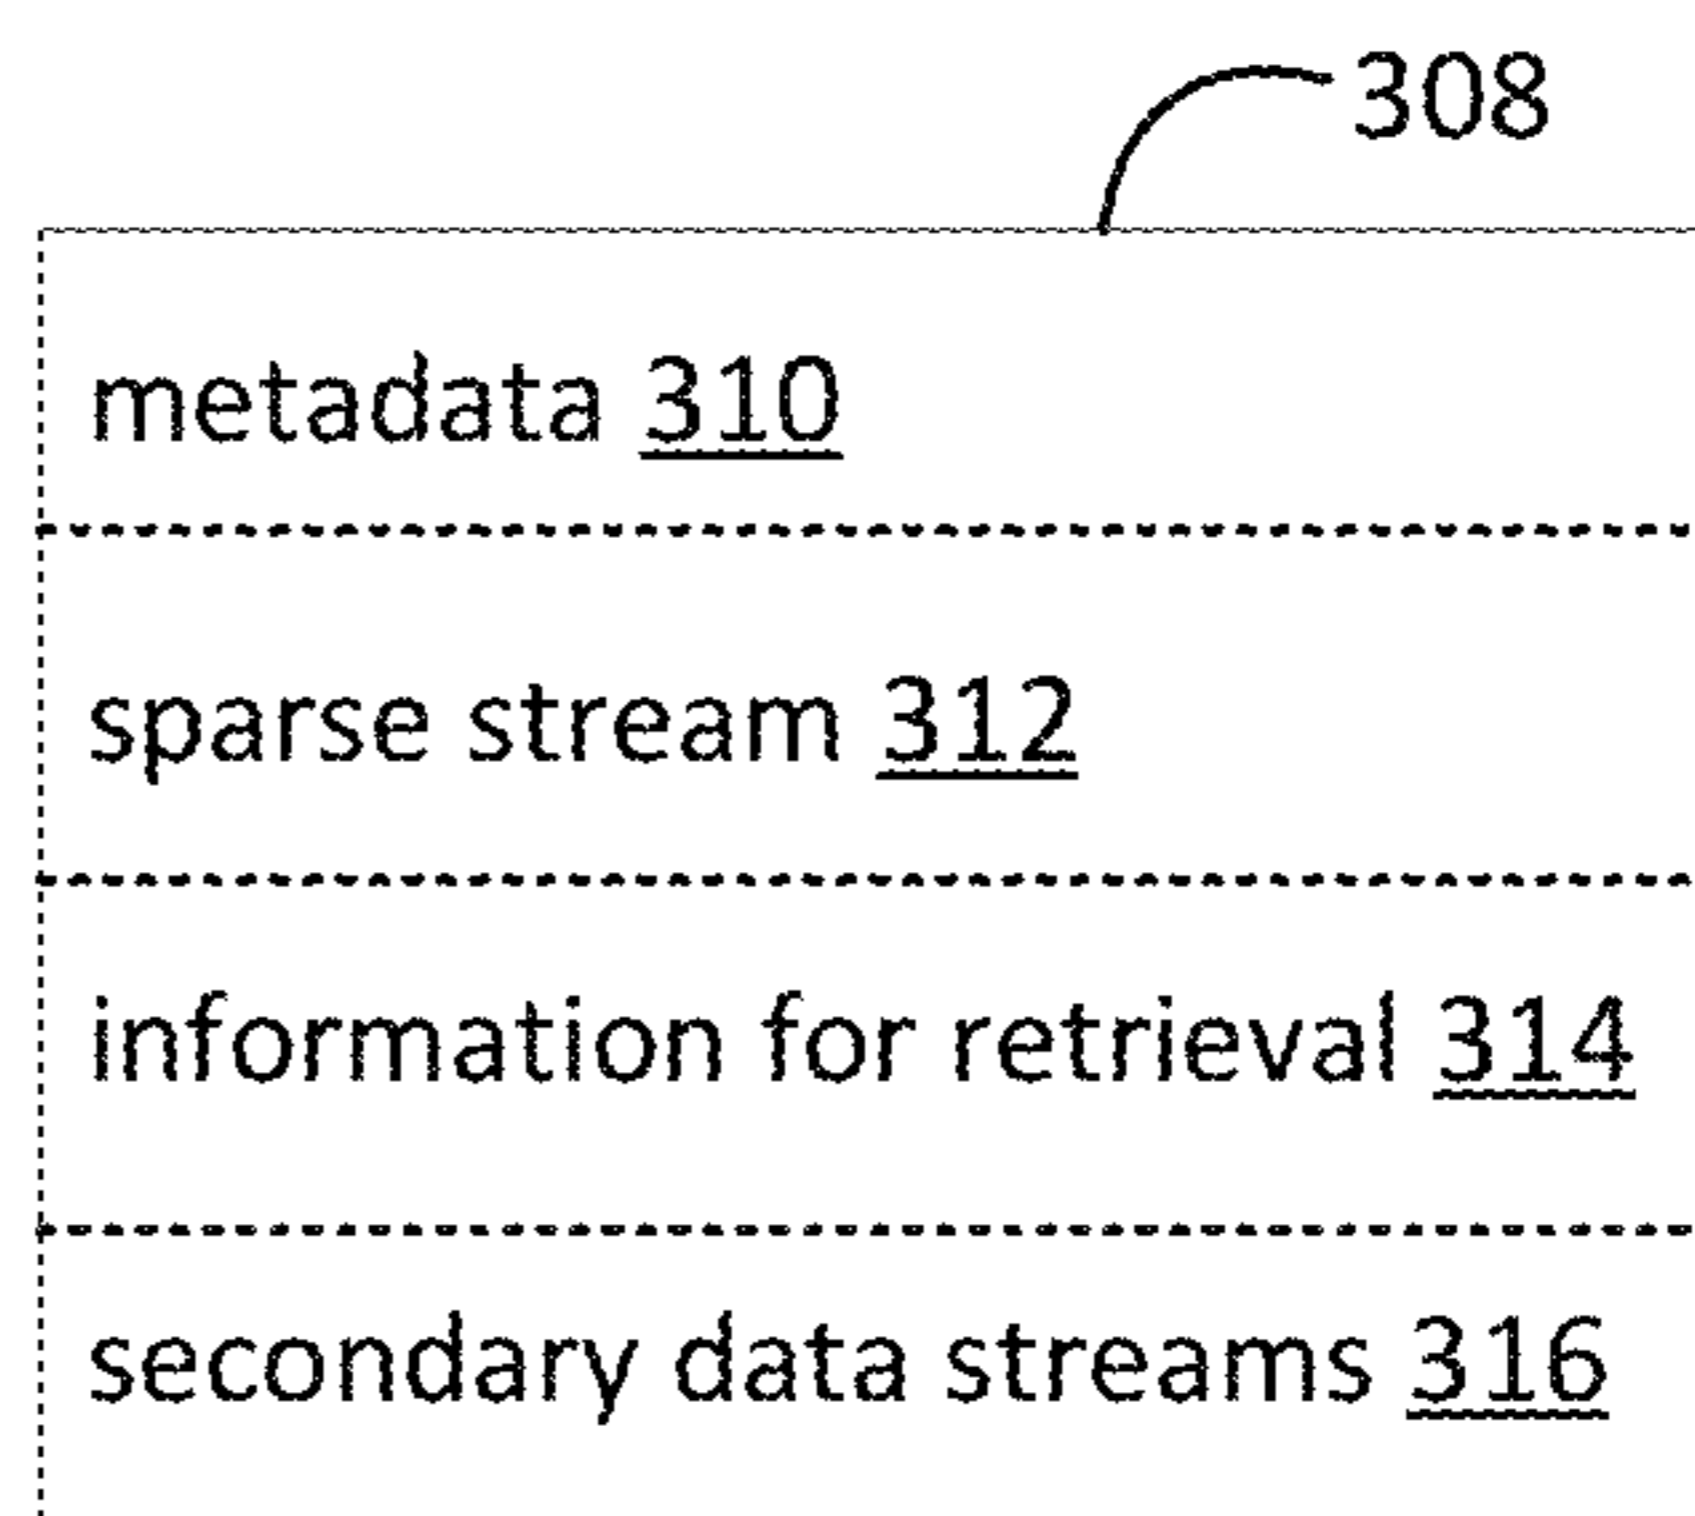 308
metadata 310
sparse stream 312
information for retrieval 314
secondary data streams 316